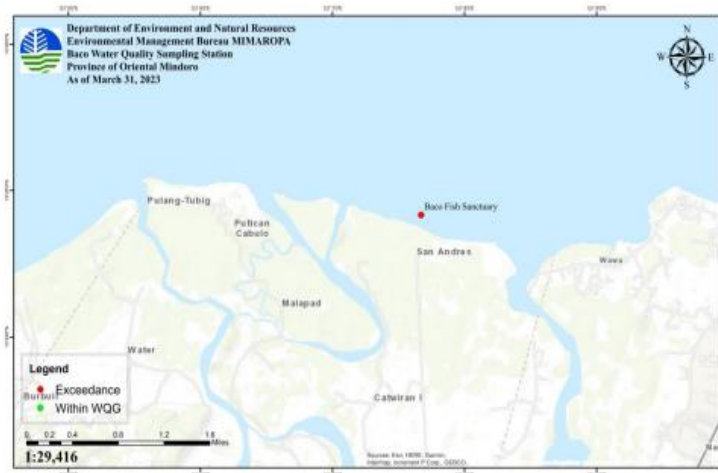 Department of Environment and Natural Resources
Environmental Management Bureau MIMAROPA
Baco Water Quality Sampling Station
Province of Oriental Mindoro
As of March 31, 2023
N
W
E
S
Baco Fish Sanctuary
Pulang-Tubig
Putican
Cabulo
San Andres
Wawa
Malapad
Water
Catwiran I
Legend
Exceedance
Within WQG
0 0.2 0.4 0.8 1.2 1.6
Miles
1:29,416